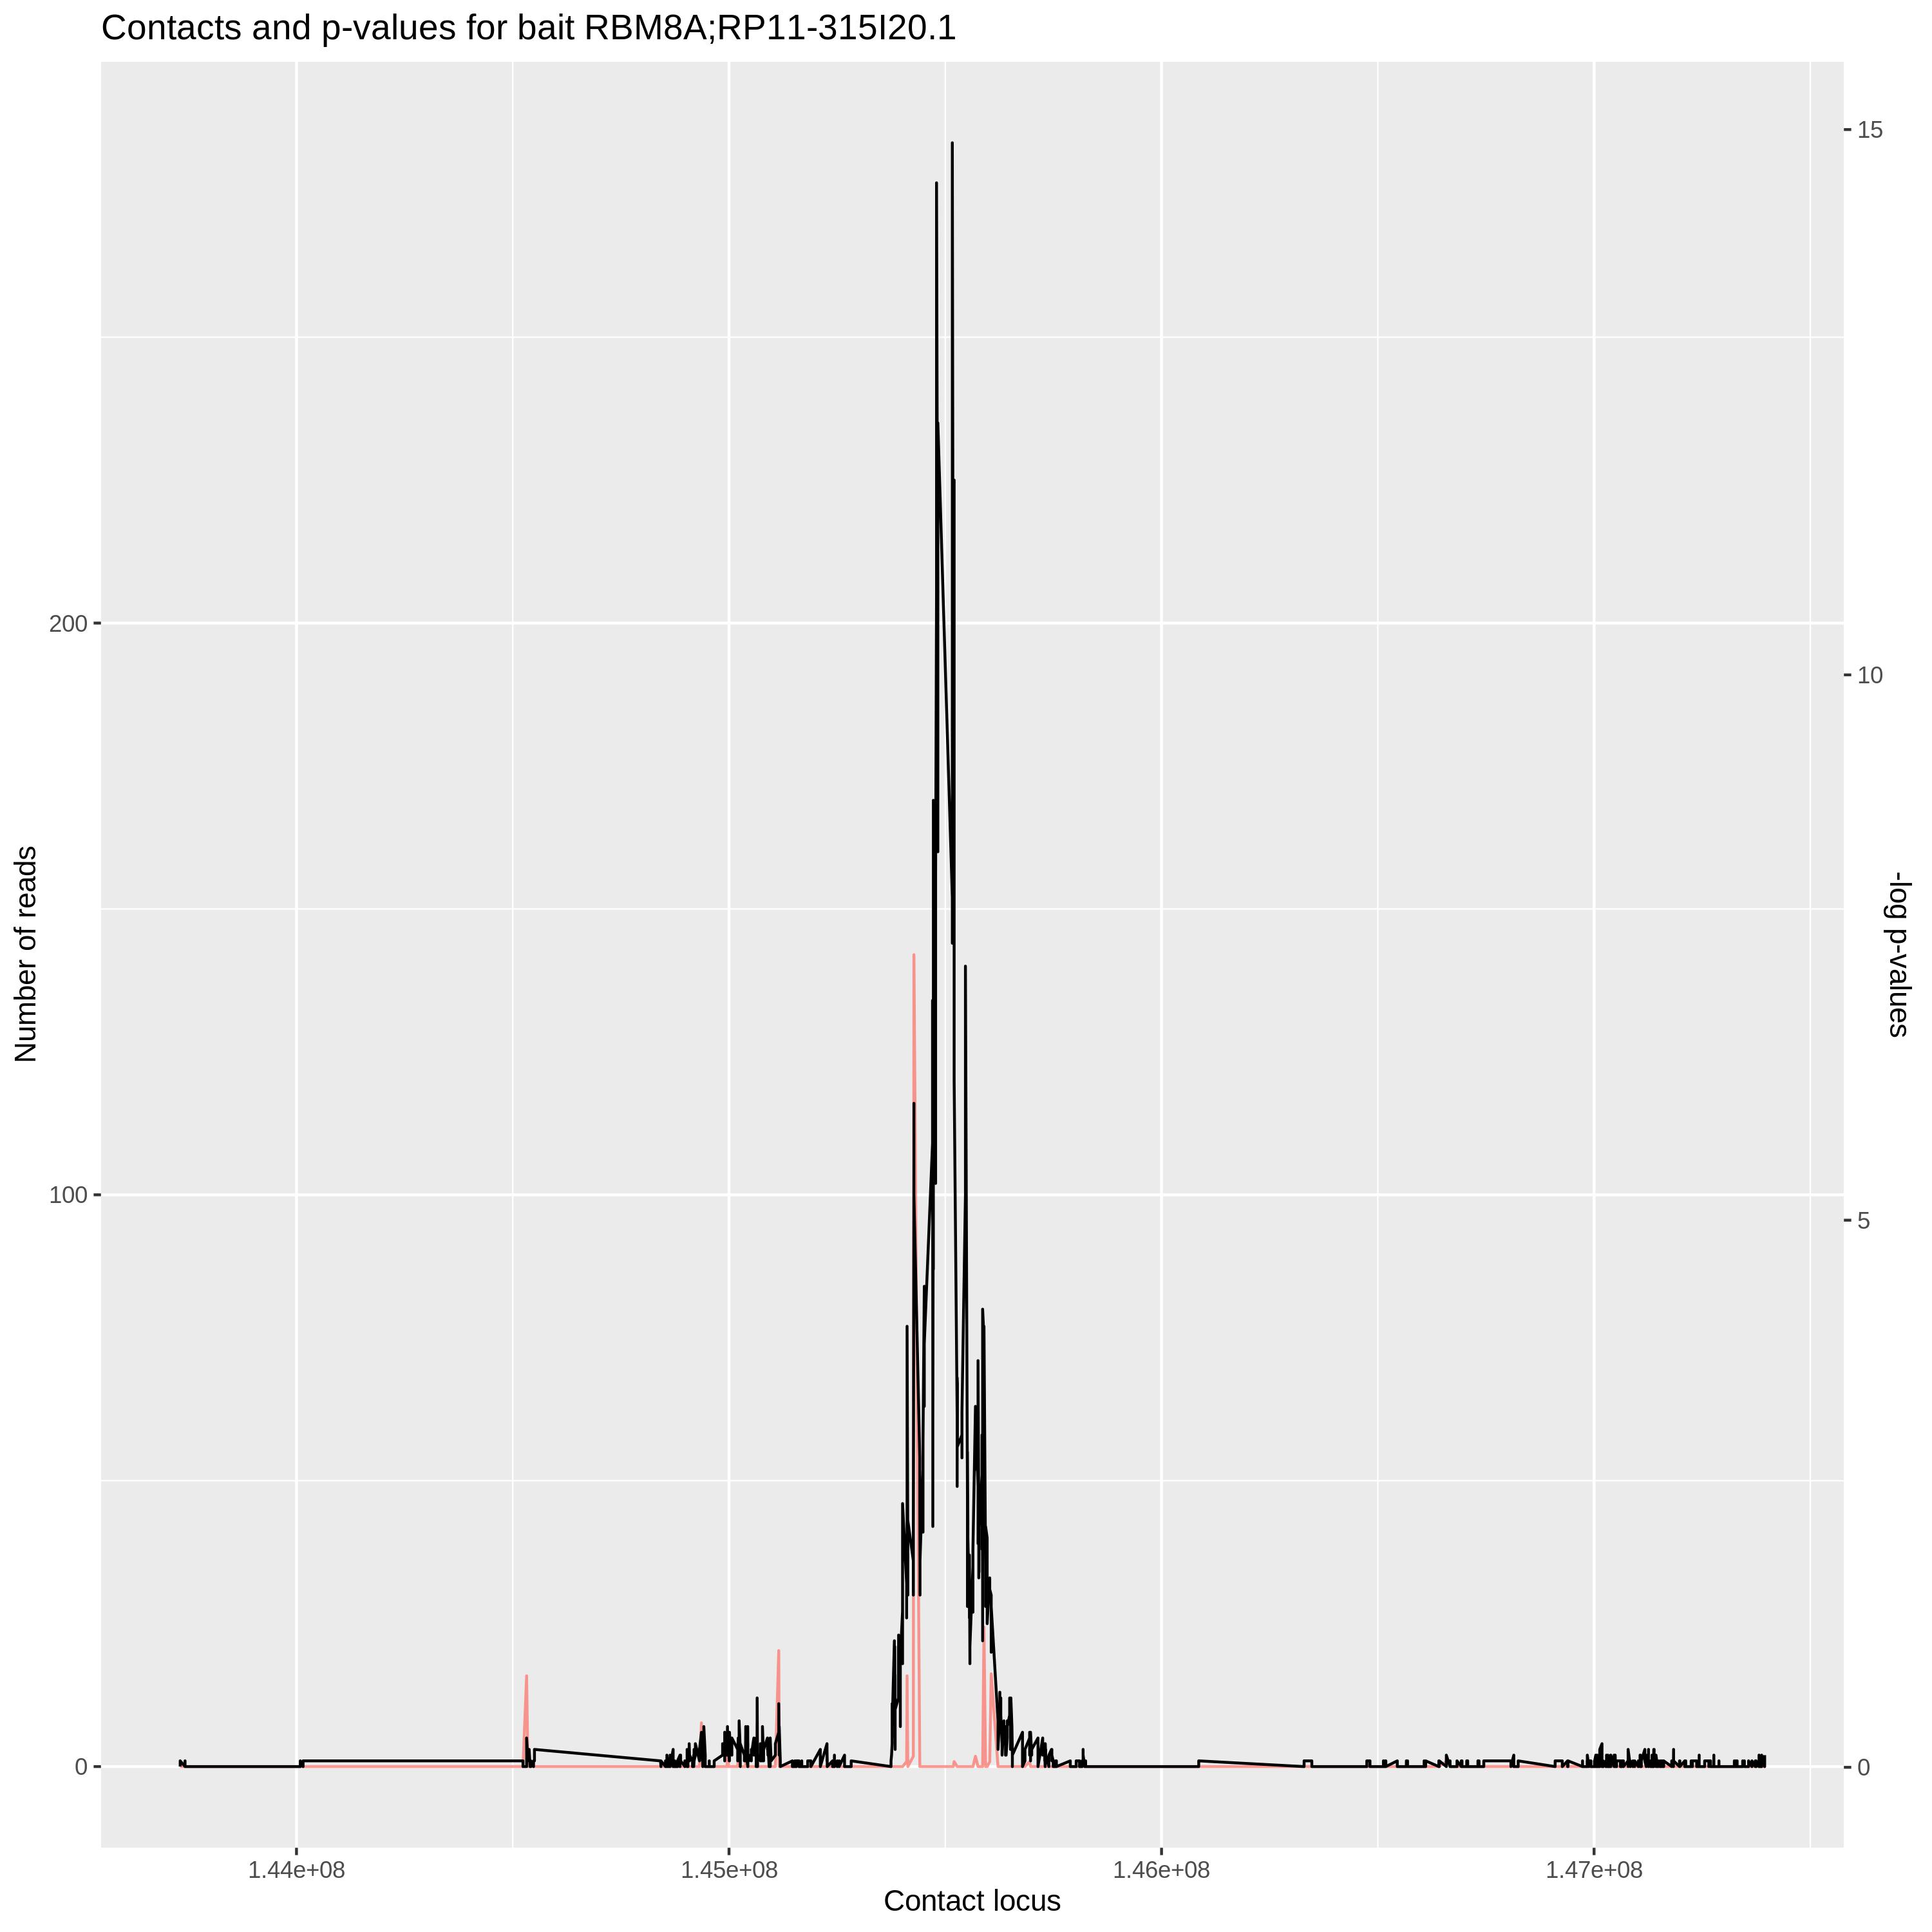 Contacts and p-values for bait RBM8A;RP11-315I20.1
Number of reads
200
100
0
15
10
5
0
-log p-values
1.44e+08
1.45e+08
1.46e+08
1.47e+08
Contact locus